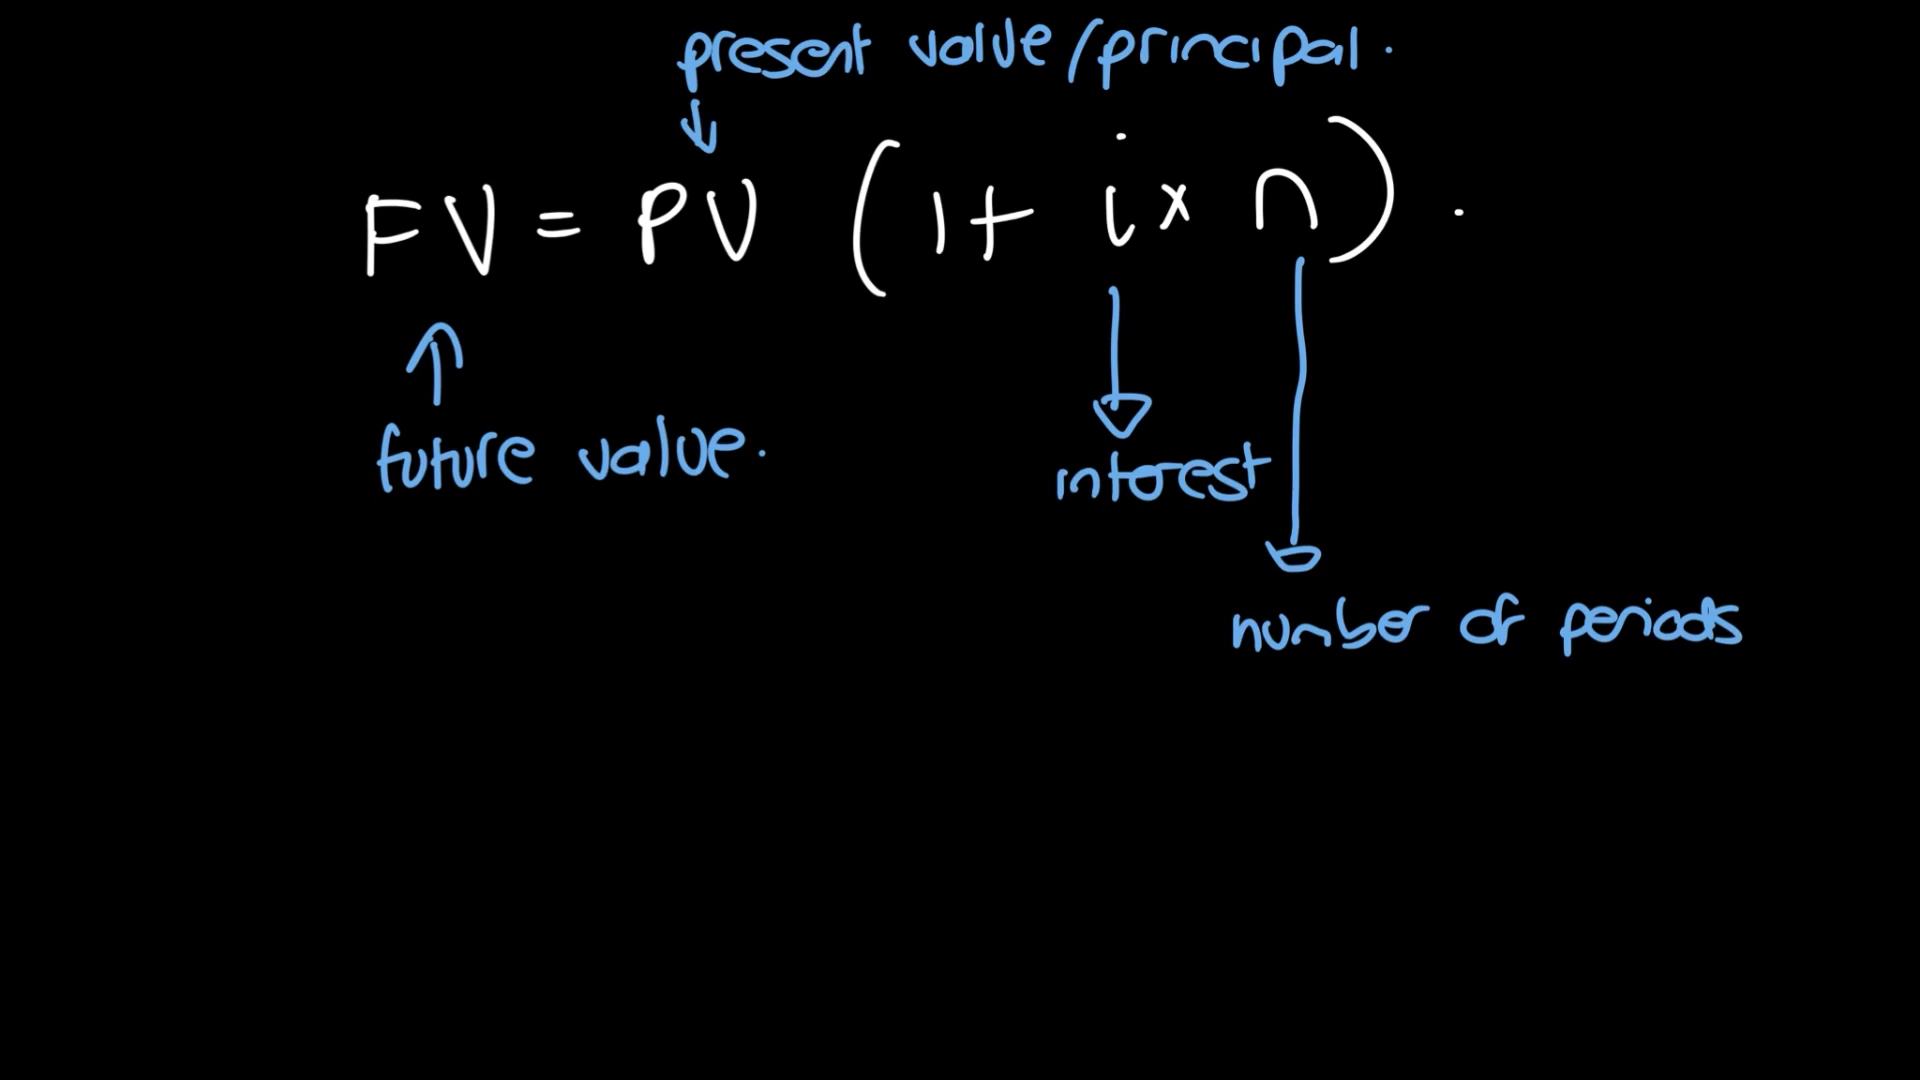 present value/principal.
FV = PV (1 + i × n).
future value.
interest
number of periods